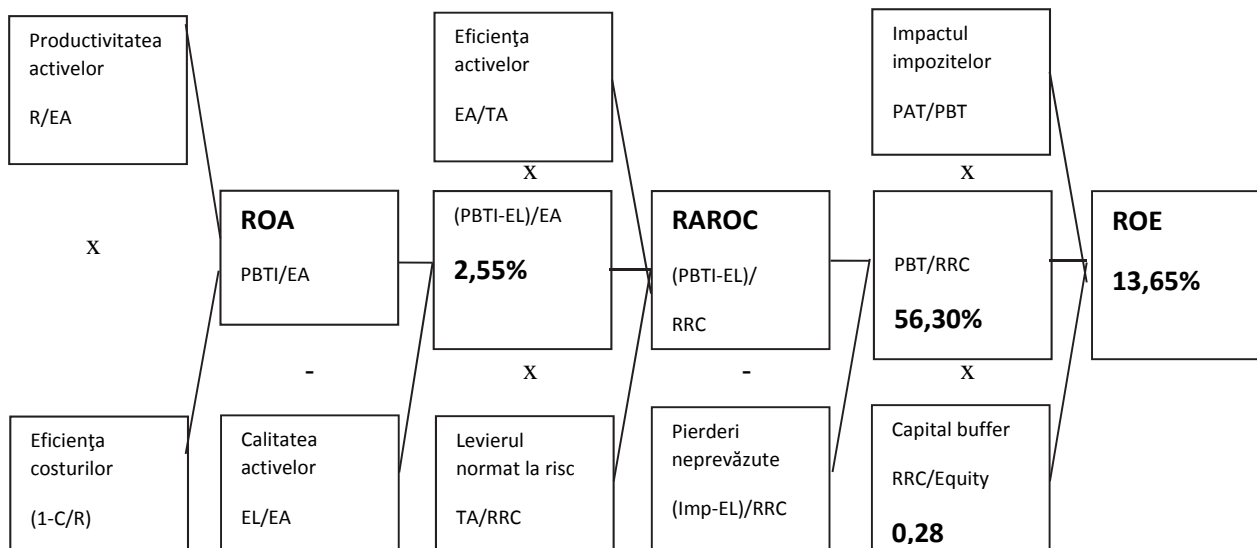 Productivitatea
activelor
R/EA
Eficienţa
activelor
EA/TA
Impactul
impozitelor
PAT/PBT
x
x
x
ROA
PBTI/EA
(PBTI-EL)/EA
2,55%
RAROC
(PBTI-EL)/
RRC
PBT/RRC
56,30%
ROE
13,65%
-
x
-
x
Eficienţa
costurilor
(1-C/R)
Calitatea
activelor
EL/EA
Levierul
normat la risc
TA/RRC
Pierderi
neprevăzute
(Imp-EL)/RRC
Capital buffer
RRC/Equity
0,28